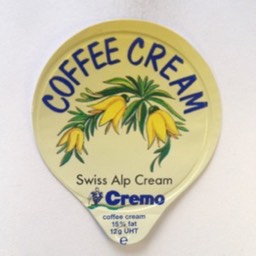 COFFEE CREAM
Swiss Alp Cream
Cremo
coffee cream
15% fat
12g UHT
e